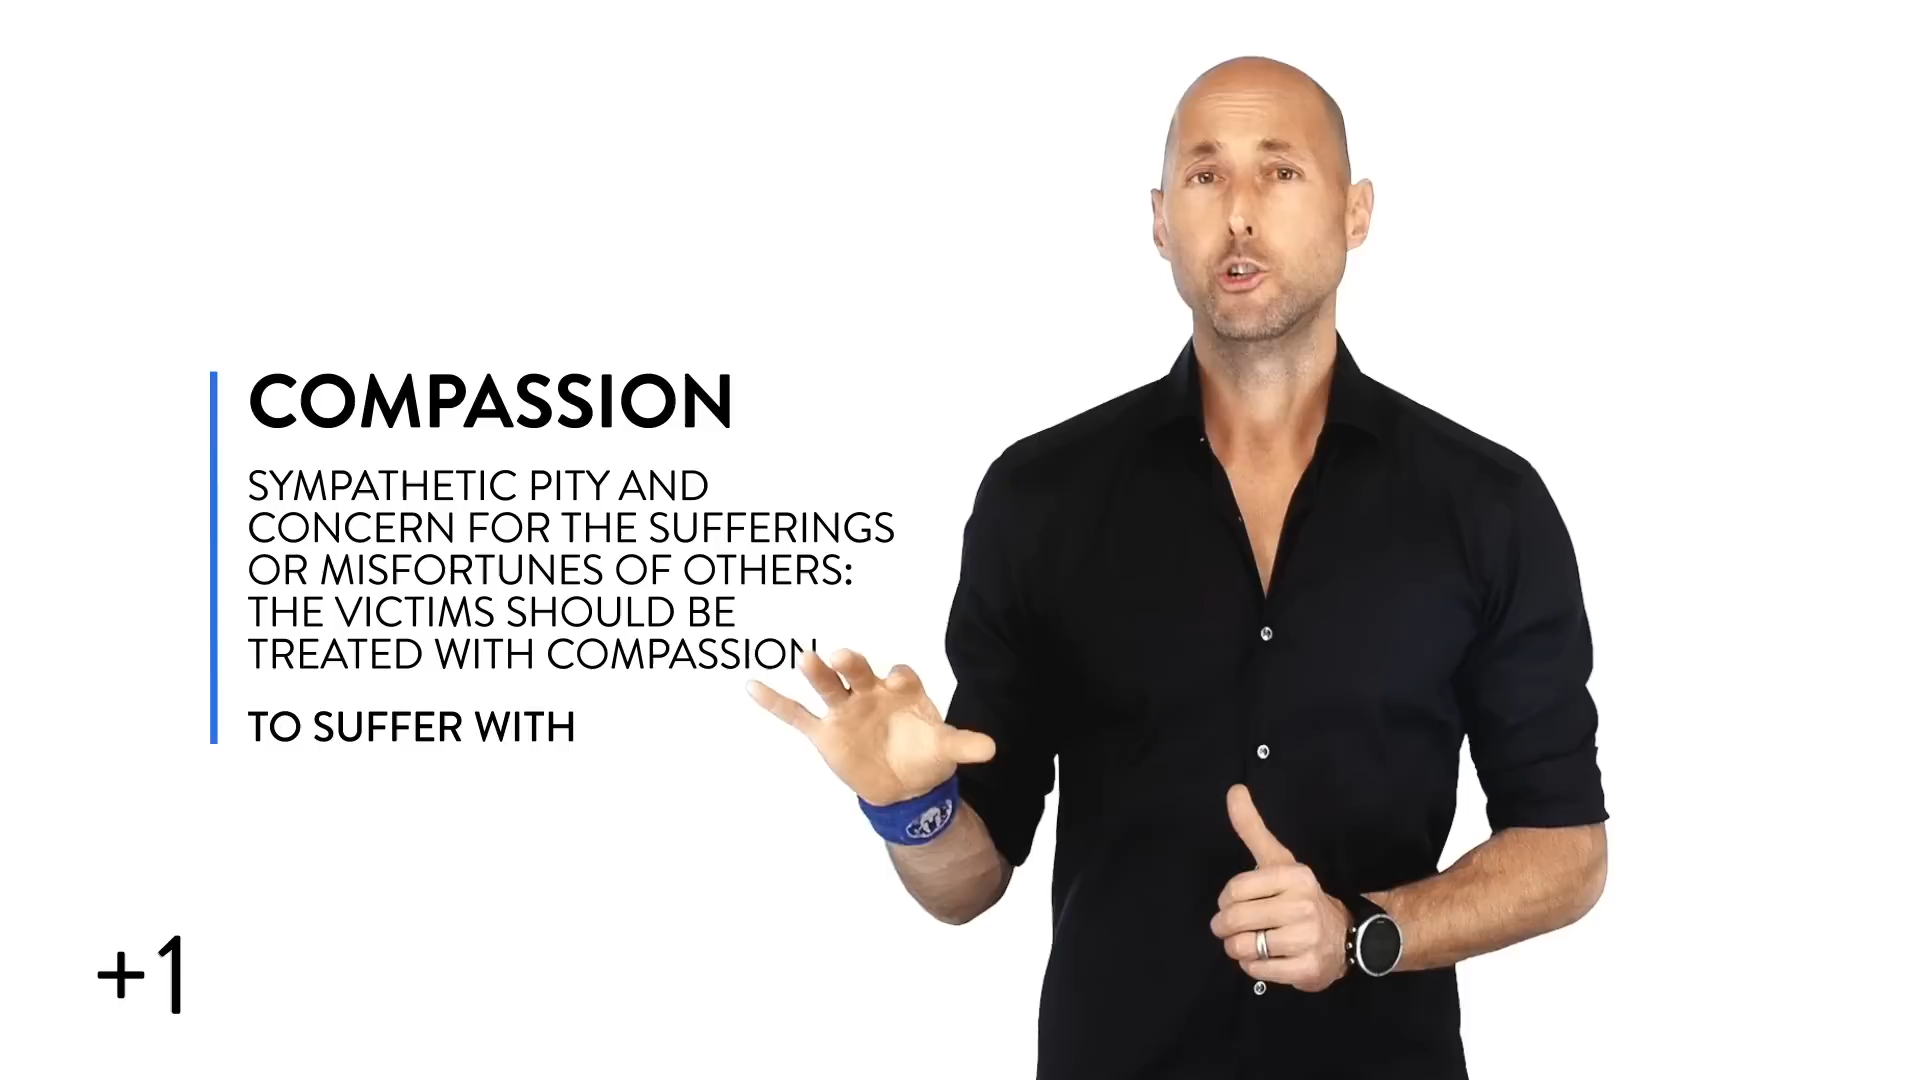 COMPASSION
SYMPATHETIC PITY AND
CONCERN FOR THE SUFFERINGS
OR MISFORTUNES OF OTHERS:
THE VICTIMS SHOULD BE
TREATED WITH COMPASSION
TO SUFFER WITH
+1